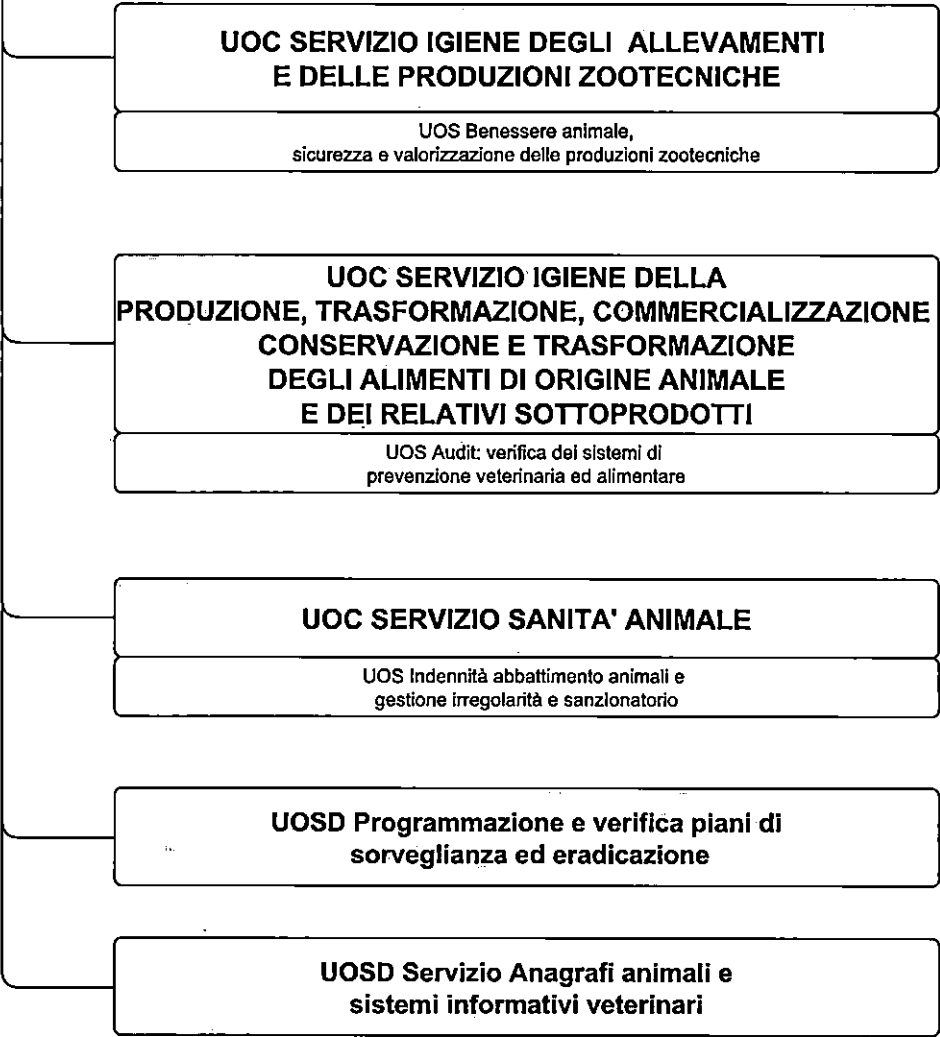 UOC SERVIZIO IGIENE DEGLI ALLEVAMENTI
E DELLE PRODUZIONI ZOOTECNICHE
UOS Benessere animale,
sicurezza e valorizzazione delle produzioni zootecniche
UOC SERVIZIO IGIENE DELLA
PRODUZIONE, TRASFORMAZIONE, COMMERCIALIZZAZIONE
CONSERVAZIONE E TRASFORMAZIONE
DEGLI ALIMENTI DI ORIGINE ANIMALE
E DEI RELATIVI SOTTOPRODOTTI
UOS Audit: verifica dei sistemi di
prevenzione veterinaria ed alimentare
UOC SERVIZIO SANITA' ANIMALE
UOS Indennità abbattimento animali e
gestione irregolarità e sanzionatorio
UOSD Programmazione e verifica piani di
sorveglianza ed eradicazione
UOSD Servizio Anagrafi animali e
sistemi informativi veterinari